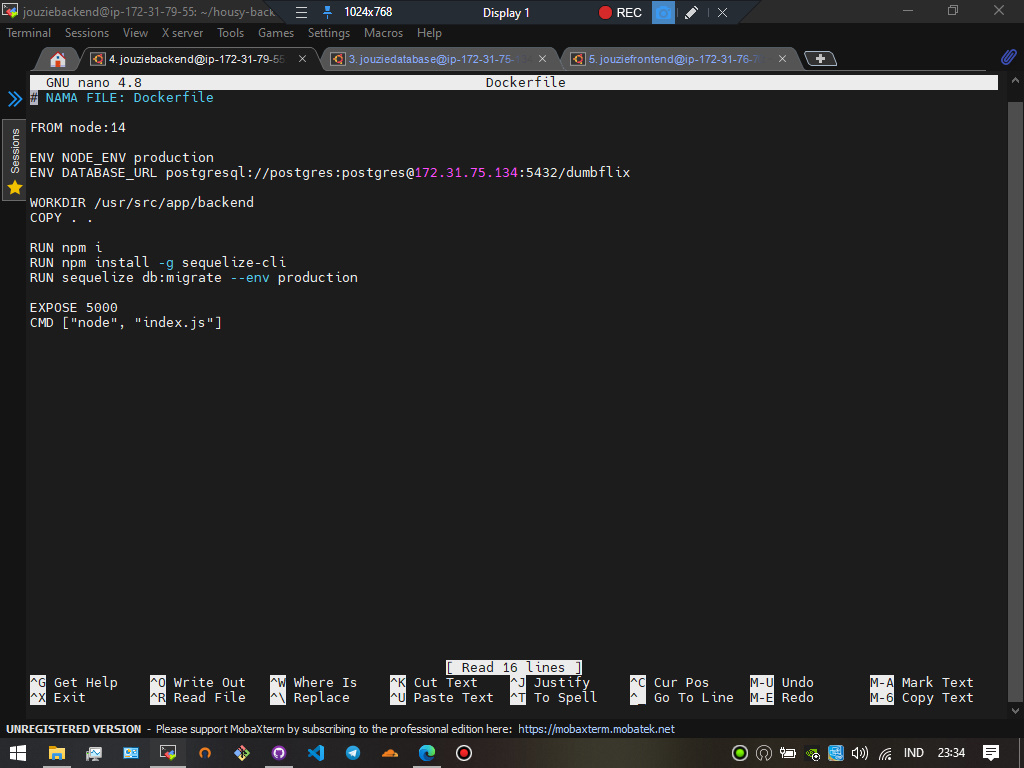 jouziebackend@ip-172-31-79-55: ~/housy-back
1024x768
Display 1
REC
Terminal Sessions View X server Tools Games Settings Macros Help
4. jouziebackend@ip-172-31-79-55
3. jouziedatabase@ip-172-31-75-1
5. jouziefrontend@ip-172-31-76-
Sessions
GNU nano 4.8 Dockerfile
# NAMA FILE: Dockerfile
FROM node:14
ENV NODE_ENV production
ENV DATABASE_URL postgresql://postgres:postgres@172.31.75.134:5432/dumbflix
WORKDIR /usr/src/app/backend
COPY . .
RUN npm i
RUN npm install -g sequelize-cli
RUN sequelize db:migrate --env production
EXPOSE 5000
CMD ["node", "index.js"]
[ Read 16 lines ]
^G Get Help ^O Write Out ^W Where Is ^K Cut Text ^J Justify ^C Cur Pos M-U Undo M-A Mark Text
^X Exit ^R Read File ^\ Replace ^U Paste Text ^T To Spell ^_ Go To Line M-E Redo M-6 Copy Text
UNREGISTERED VERSION - Please support MobaXterm by subscribing to the professional edition here: https://mobaxterm.mobatek.net
IND 23:34